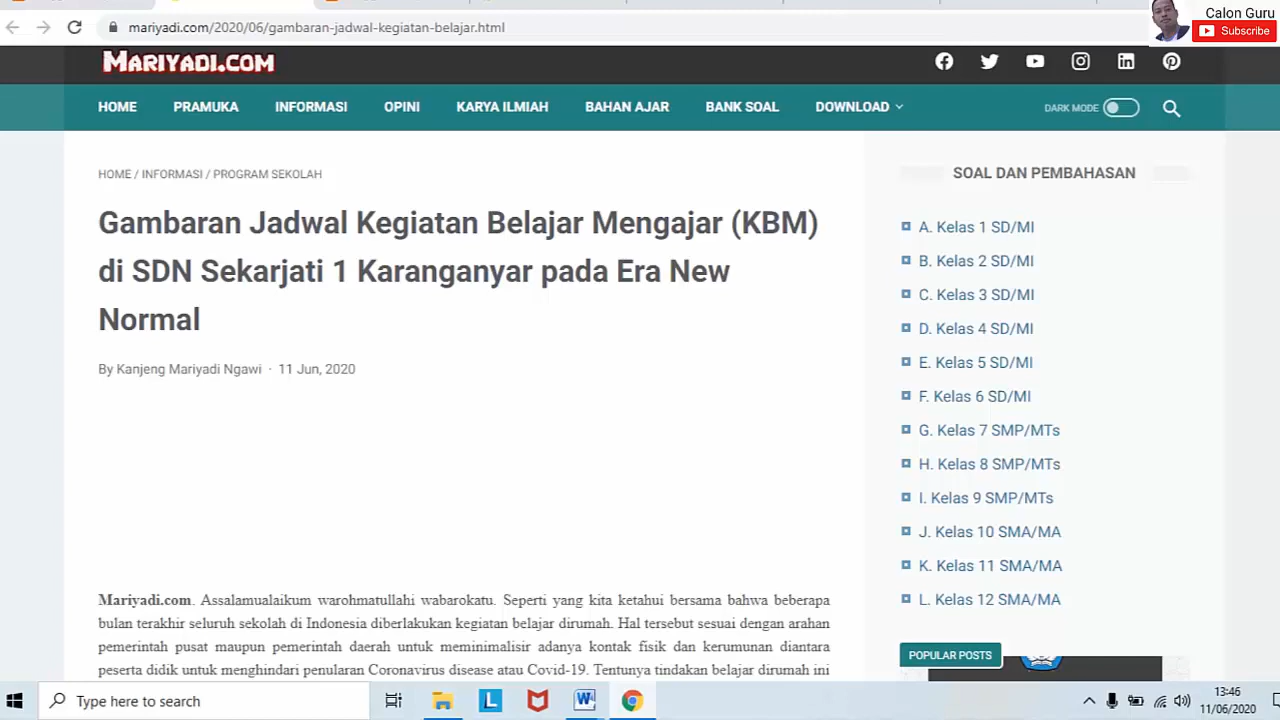 mariyadi.com/2020/06/gambaran-jadwal-kegiatan-belajar.html
Calon Guru
Subscribe
MARIYADI.COM
HOME PRAMUKA INFORMASI OPINI KARYA ILMIAH BAHAN AJAR BANK SOAL DOWNLOAD DARK MODE
HOME / INFORMASI / PROGRAM SEKOLAH
Gambaran Jadwal Kegiatan Belajar Mengajar (KBM)
di SDN Sekarjati 1 Karanganyar pada Era New
Normal
By Kanjeng Mariyadi Ngawi · 11 Jun, 2020
Mariyadi.com. Assalamualaikum warohmatullahi wabarokatu. Seperti yang kita ketahui bersama bahwa beberapa
bulan terakhir seluruh sekolah di Indonesia diberlakukan kegiatan belajar dirumah. Hal tersebut sesuai dengan arahan
pemerintah pusat maupun pemerintah daerah untuk meminimalisir adanya kontak fisik dan kerumunan diantara
peserta didik untuk menghindari penularan Coronavirus disease atau Covid-19. Tentunya tindakan belajar dirumah ini
SOAL DAN PEMBAHASAN
A. Kelas 1 SD/MI
B. Kelas 2 SD/MI
C. Kelas 3 SD/MI
D. Kelas 4 SD/MI
E. Kelas 5 SD/MI
F. Kelas 6 SD/MI
G. Kelas 7 SMP/MTs
H. Kelas 8 SMP/MTs
I. Kelas 9 SMP/MTs
J. Kelas 10 SMA/MA
K. Kelas 11 SMA/MA
L. Kelas 12 SMA/MA
POPULAR POSTS
Type here to search
L
W
13:46
11/06/2020